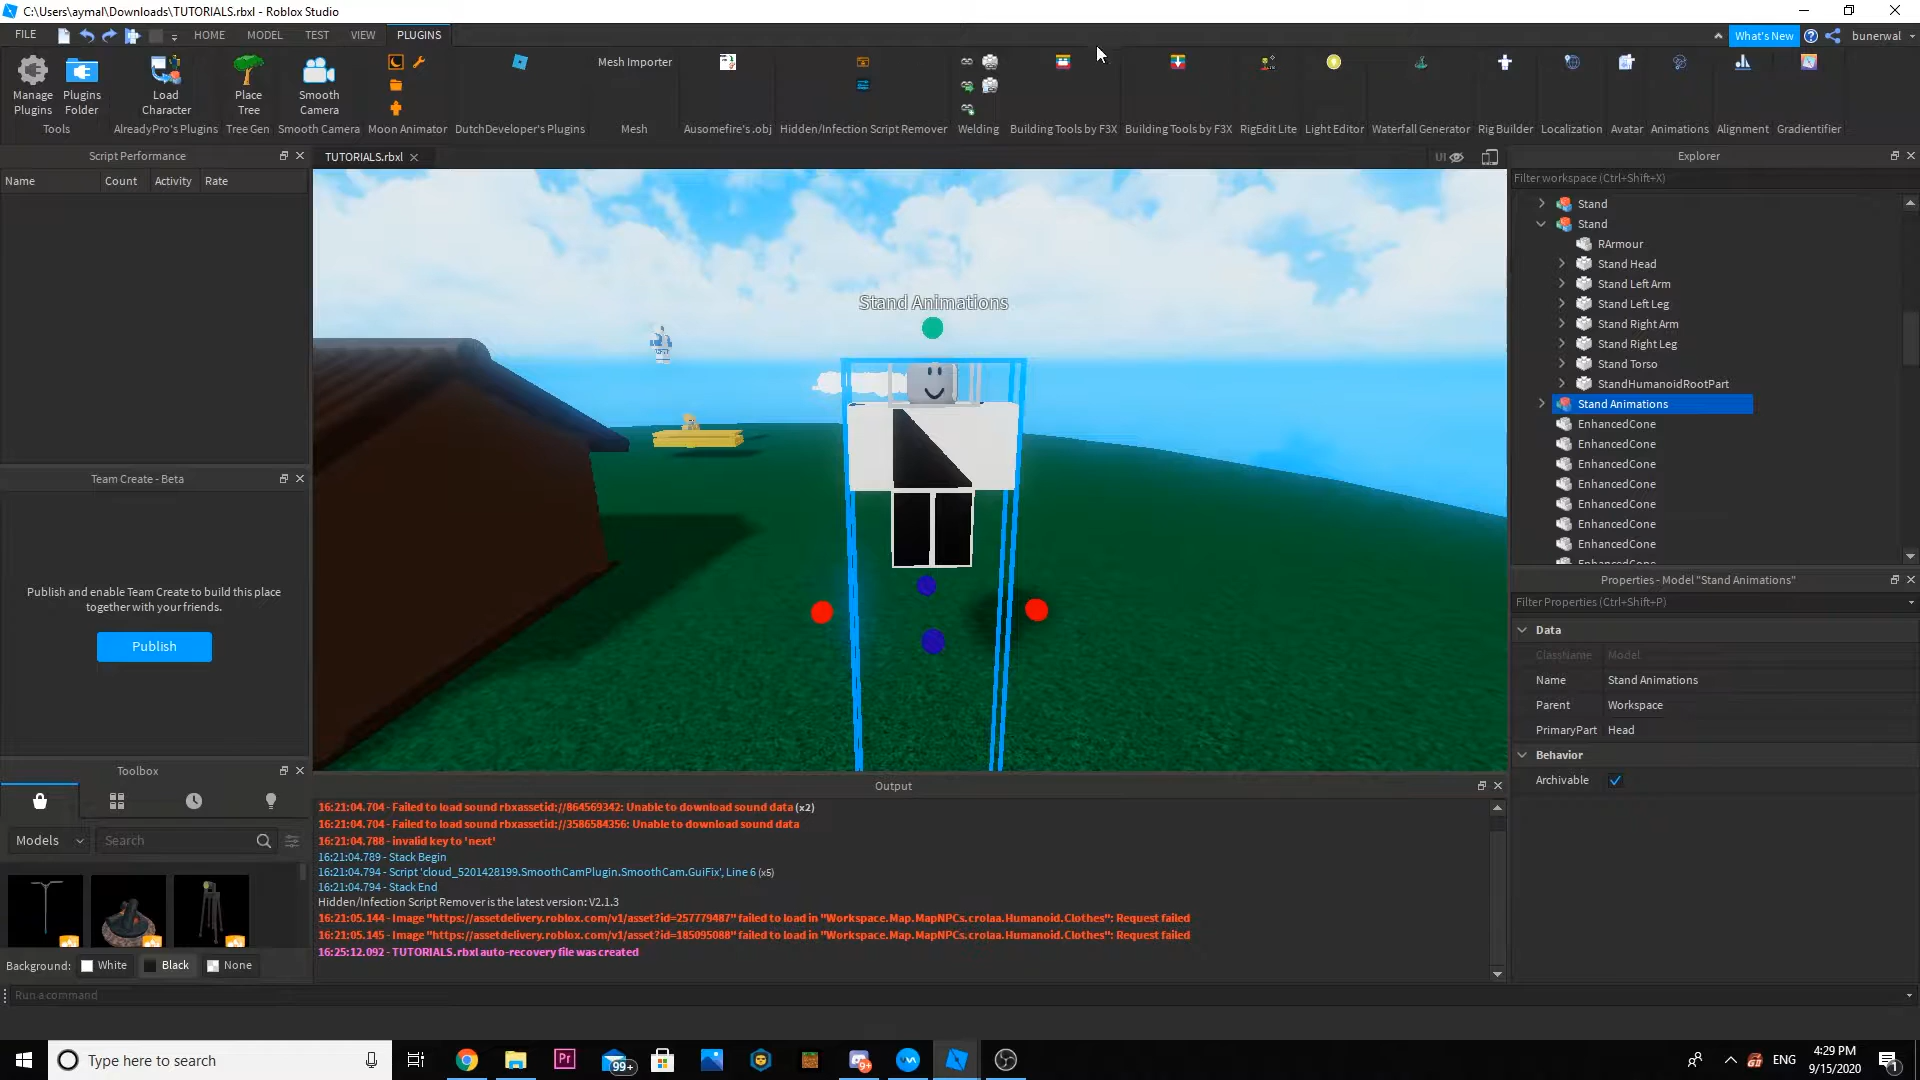 C:\Users\aymal\Downloads\TUTORIALS.rbxl - Roblox Studio
FILE HOME MODEL TEST VIEW PLUGINS What's New bunerwal
Manage Plugins
Plugins Folder
Load Character
Place Tree
Smooth Camera
Mesh Importer
Tools AlreadyPro's Plugins Tree Gen Smooth Camera Moon Animator DutchDeveloper's Plugins Mesh Ausomefire's .obj Hidden/Infection Script Remover Welding Building Tools by F3X Building Tools by F3X RigEdit Lite Light Editor Waterfall Generator Rig Builder Localization Avatar Animations Alignment Gradientifier
Script Performance
Name Count Activity Rate
Team Create - Beta
Publish and enable Team Create to build this place
together with your friends.
Publish
Toolbox
Models Search
Background: White Black None
TUTORIALS.rbxl
UI
Stand Animations
Output
16:21:04.704 - Failed to load sound rbxassetid://864569342: Unable to download sound data (x2)
16:21:04.704 - Failed to load sound rbxassetid://3586584356: Unable to download sound data
16:21:04.788 - invalid key to 'next'
16:21:04.789 - Stack Begin
16:21:04.794 - Script 'cloud_5201428199.SmoothCamPlugin.SmoothCam.GuiFix', Line 6 (x5)
16:21:04.794 - Stack End
Hidden/Infection Script Remover is the latest version: V2.1.3
16:21:05.144 - Image "https://assetdelivery.roblox.com/v1/asset?id=257779487" failed to load in "Workspace.Map.MapNPCs.crolaa.Humanoid.Clothes": Request failed
16:21:05.145 - Image "https://assetdelivery.roblox.com/v1/asset?id=185095088" failed to load in "Workspace.Map.MapNPCs.crolaa.Humanoid.Clothes": Request failed
16:25:12.092 - TUTORIALS.rbxl auto-recovery file was created
Explorer
Filter workspace (Ctrl+Shift+X)
Stand
Stand
RArmour
Stand Head
Stand Left Arm
Stand Left Leg
Stand Right Arm
Stand Right Leg
Stand Torso
StandHumanoidRootPart
Stand Animations
EnhancedCone
EnhancedCone
EnhancedCone
EnhancedCone
EnhancedCone
EnhancedCone
EnhancedCone
EnhancedCone
Properties - Model "Stand Animations"
Filter Properties (Ctrl+Shift+P)
Data
ClassName Model
Name Stand Animations
Parent Workspace
PrimaryPart Head
Behavior
Archivable
Run a command
Type here to search
Pr
99+
9+
ENG
4:29 PM
9/15/2020
1